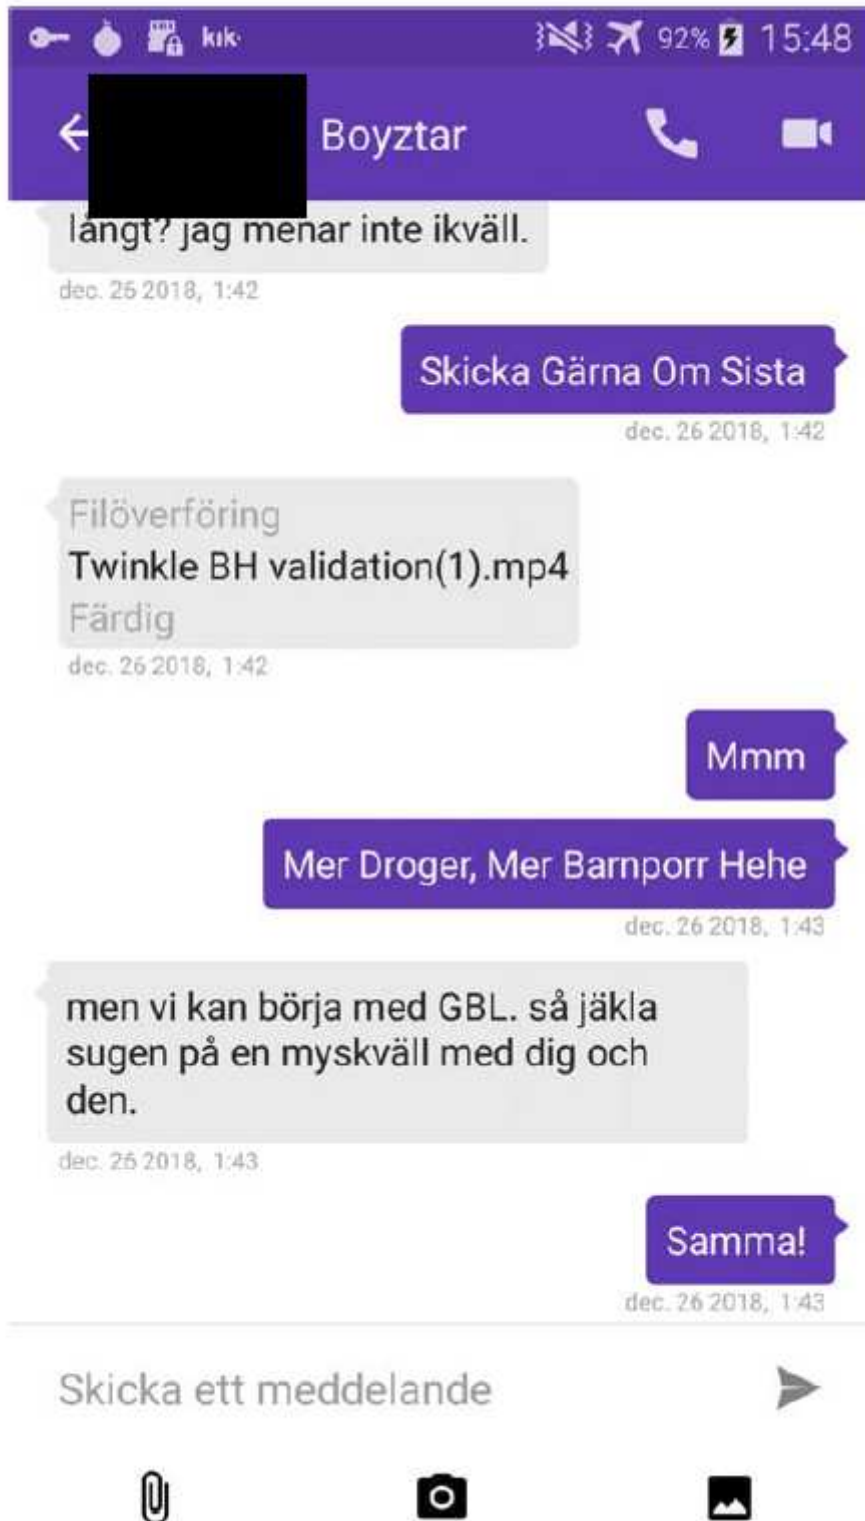 kik·
92%
15:48
Boyztar
långt? jag menar inte ikväll.
dec. 26 2018, 1:42
Skicka Gärna Om Sista
dec. 26 2018, 1:42
Filöverföring
Twinkle BH validation(1).mp4
Färdig
dec. 26 2018, 1:42
Mmm
Mer Droger, Mer Barnporr Hehe
dec. 26 2018, 1:43
men vi kan börja med GBL. så jäkla
sugen på en myskväll med dig och
den.
dec. 26 2018, 1:43
Samma!
dec. 26 2018, 1:43
Skicka ett meddelande